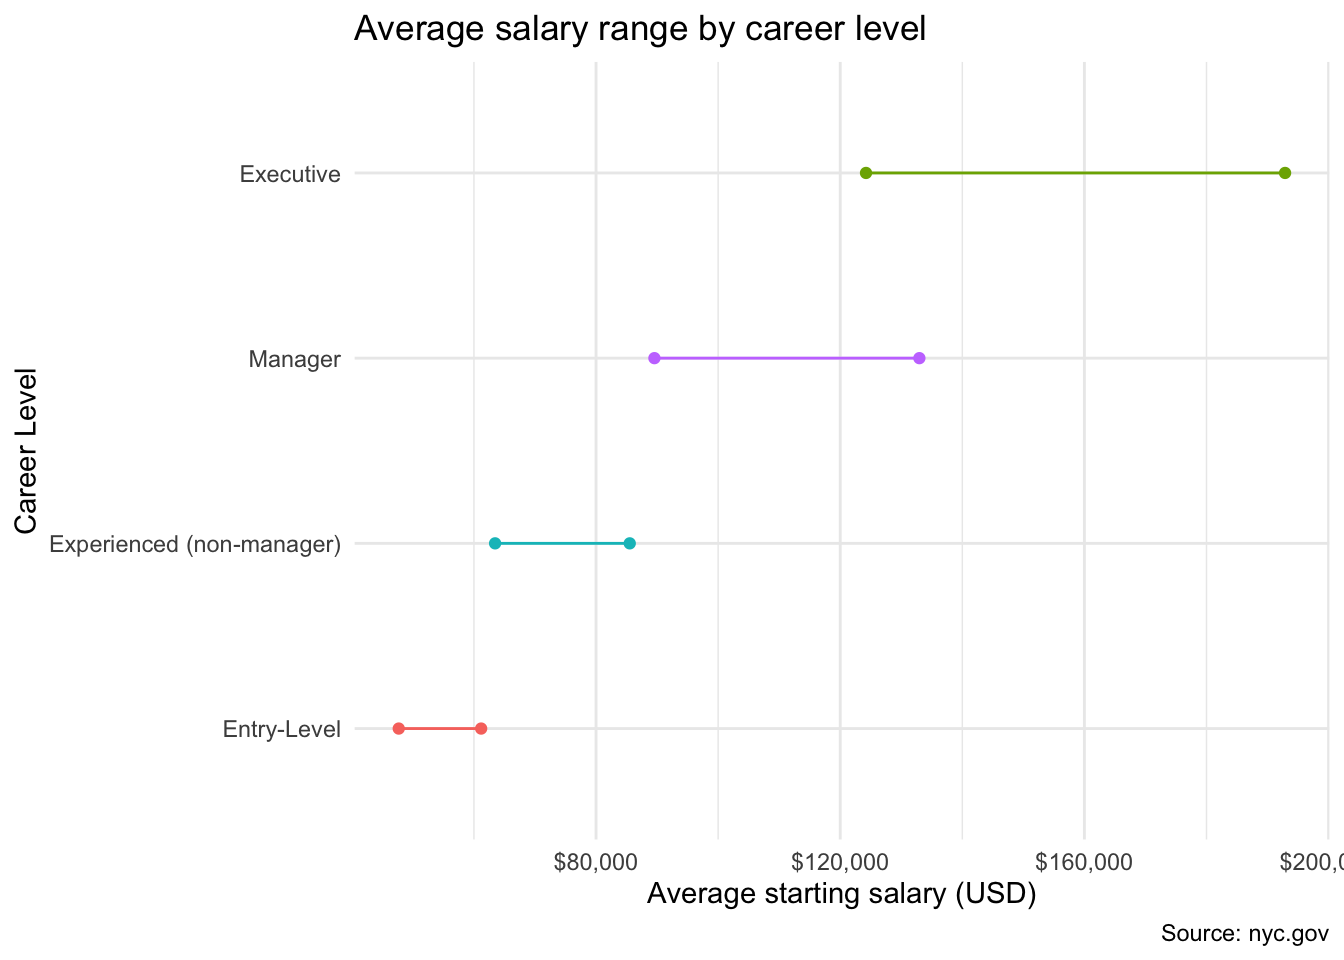 Average salary range by career level
Executive
Manager
Experienced (non-manager)
Entry-Level
Career Level
$80,000 $120,000 $160,000
Average starting salary (USD)
Source: nyc.gov